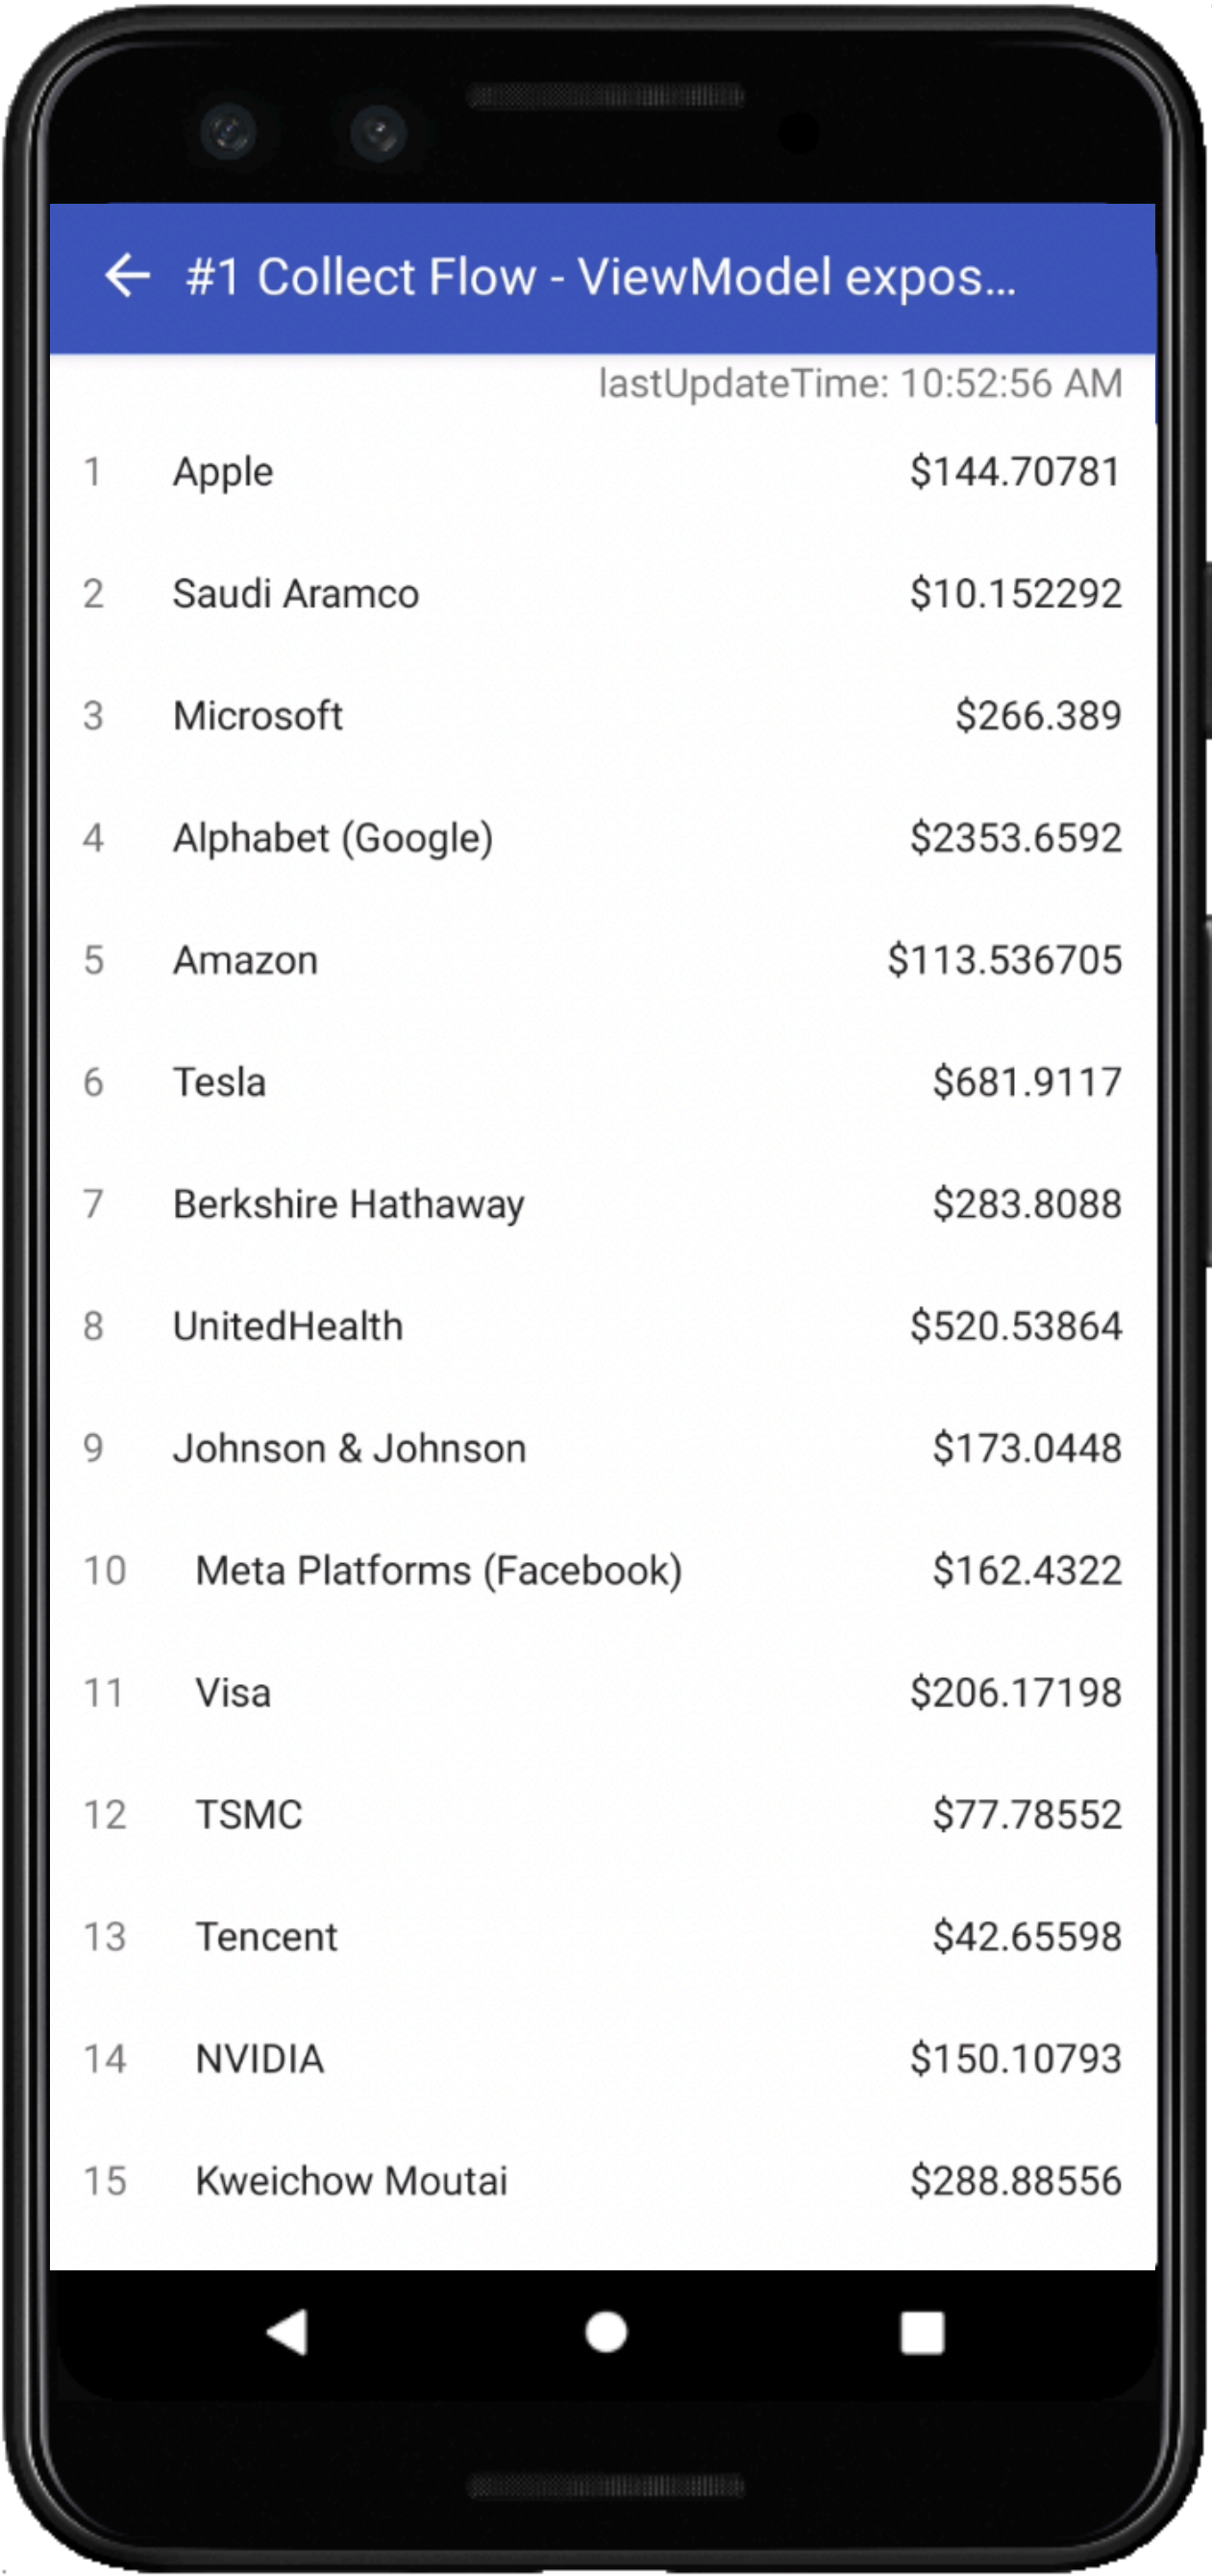 #1 Collect Flow - ViewModel expos...
lastUpdateTime: 10:52:56 AM
1 Apple $144.70781
2 Saudi Aramco $10.152292
3 Microsoft $266.389
4 Alphabet (Google) $2353.6592
5 Amazon $113.536705
6 Tesla $681.9117
7 Berkshire Hathaway $283.8088
8 UnitedHealth $520.53864
9 Johnson & Johnson $173.0448
10 Meta Platforms (Facebook) $162.4322
11 Visa $206.17198
12 TSMC $77.78552
13 Tencent $42.65598
14 NVIDIA $150.10793
15 Kweichow Moutai $288.88556